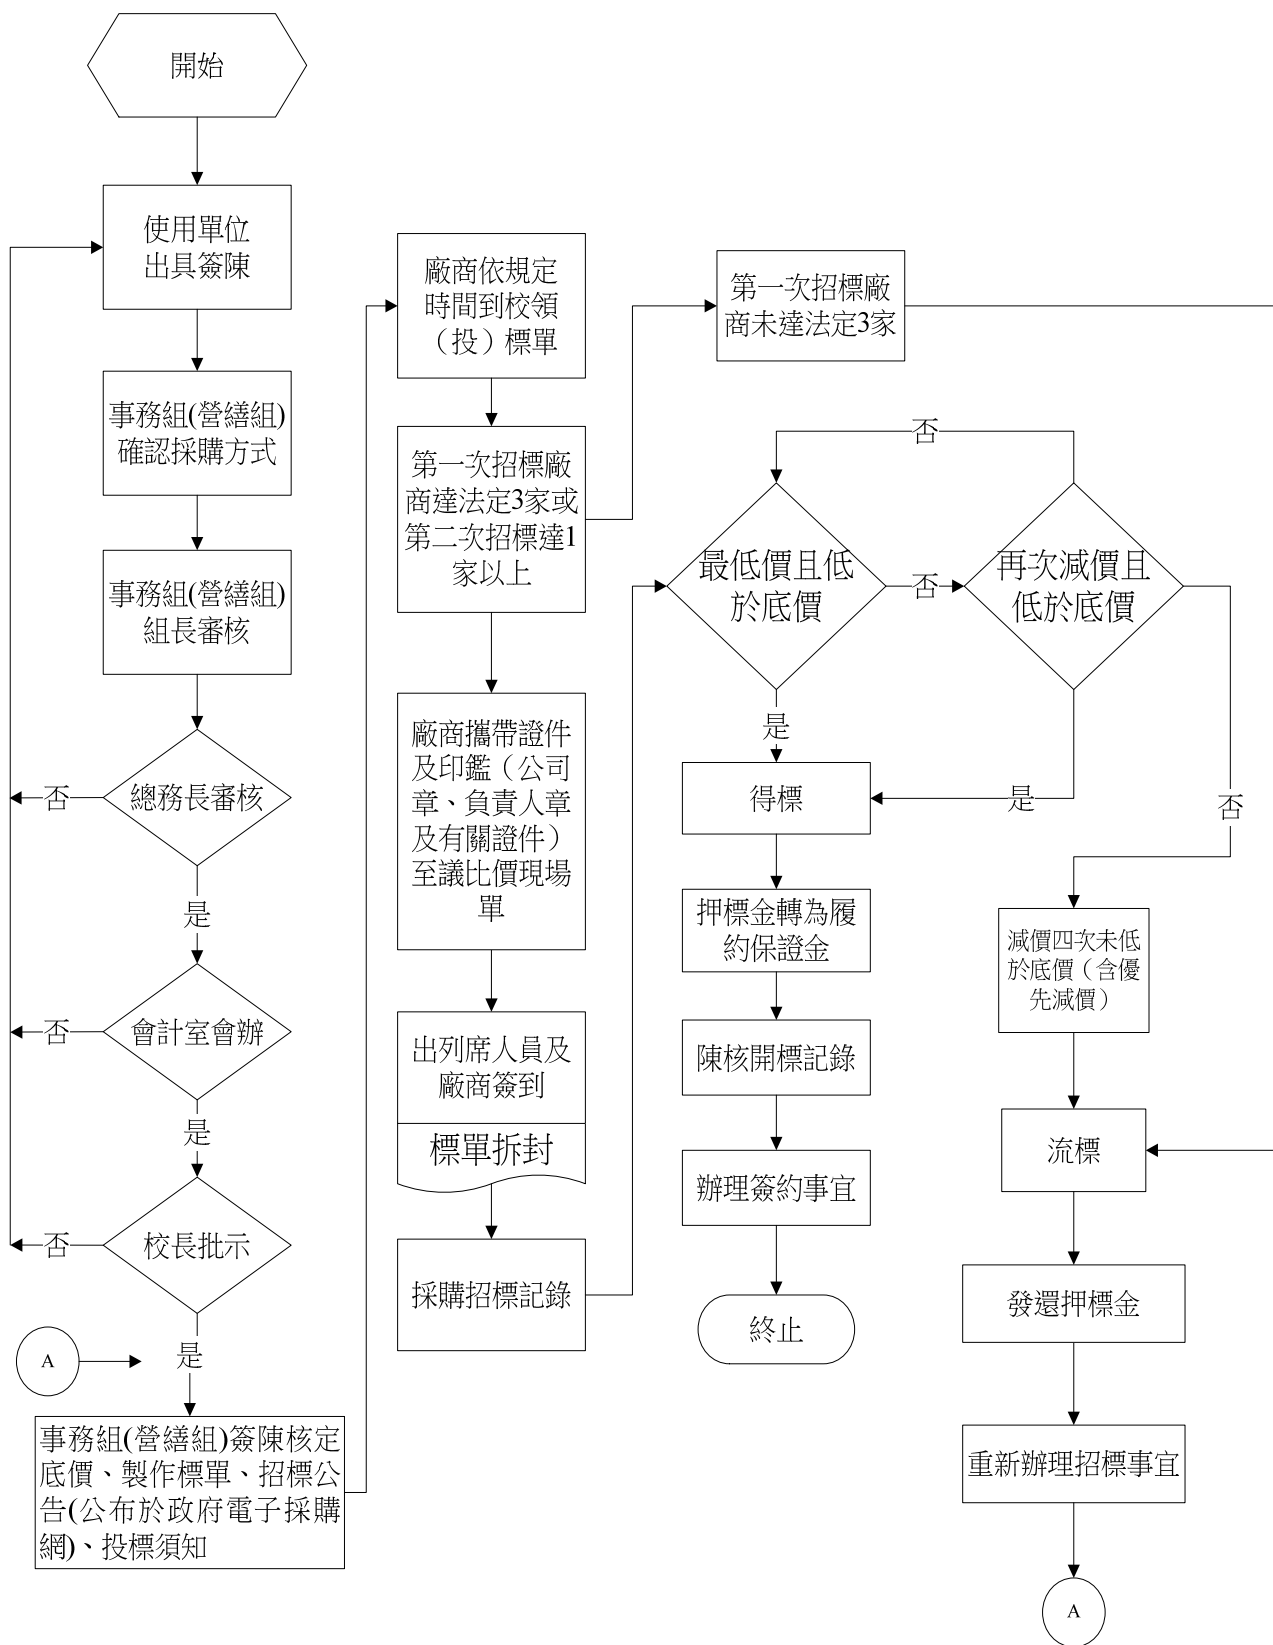 開始
使用單位
出具簽陳
事務組(營繕組)
確認採購方式
事務組(營繕組)
組長審核
總務長審核
否
是
會計室會辦
否
是
校長批示
否
是
A
事務組(營繕組)簽陳核定
底價、製作標單、招標公
告(公布於政府電子採購
網)、投標須知
廠商依規定
時間到校領
（投）標單
第一次招標廠
商達法定3家或
第二次招標達1
家以上
廠商攜帶證件
及印鑑（公司
章、負責人章
及有關證件）
至議比價現場
單
出列席人員及
廠商簽到
標單拆封
採購招標記錄
第一次招標廠
商未達法定3家
否
最低價且低
於底價
否
再次減價且
低於底價
是
得標
是
否
押標金轉為履
約保證金
陳核開標記錄
辦理簽約事宜
終止
減價四次未低
於底價（含優
先減價）
流標
發還押標金
重新辦理招標事宜
A